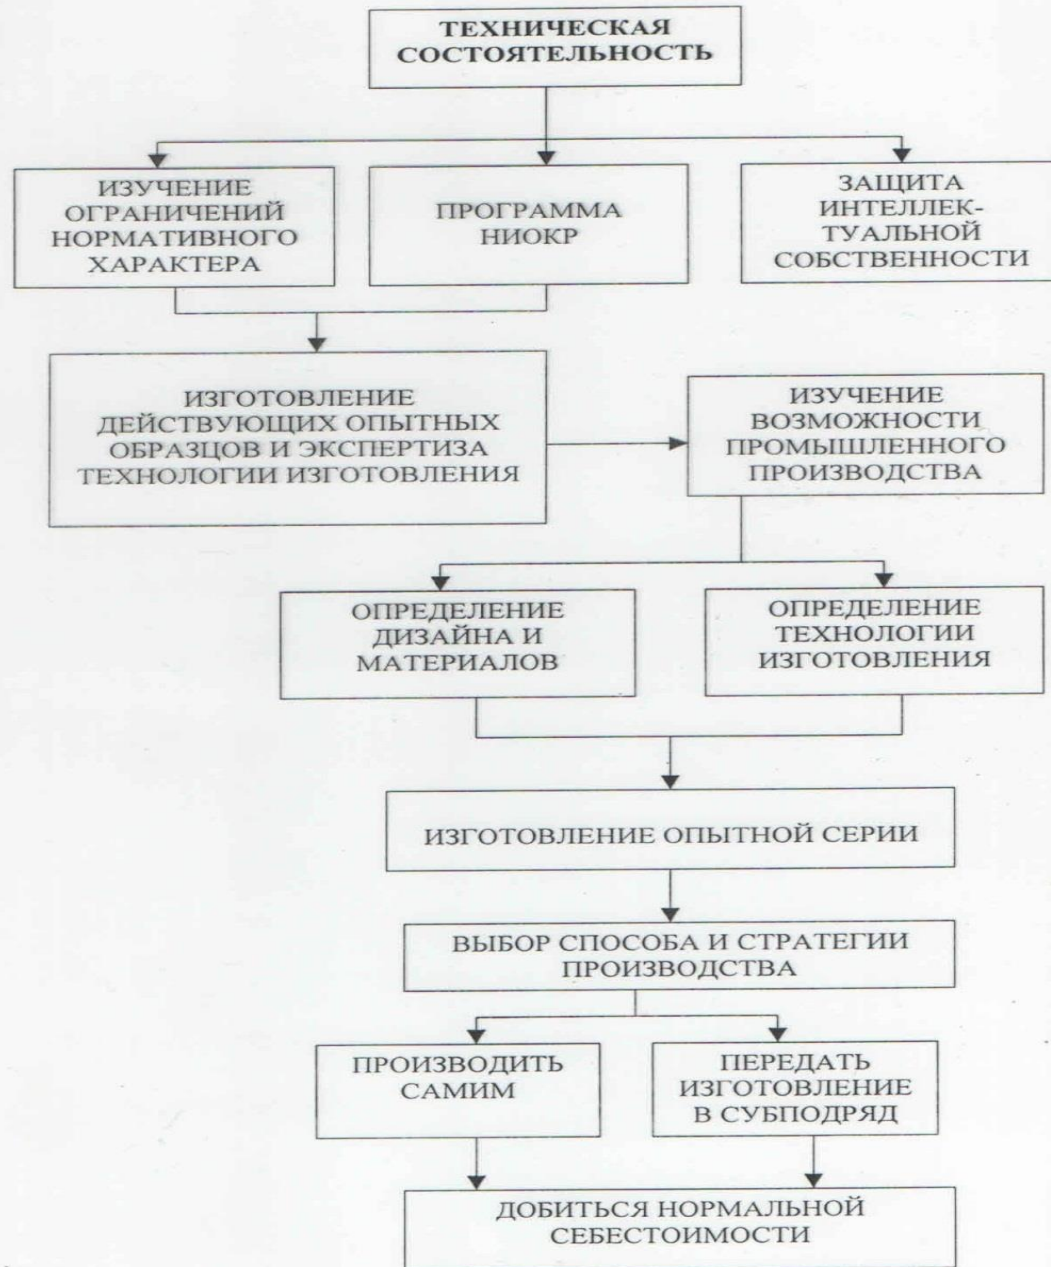 ТЕХНИЧЕСКАЯ
СОСТОЯТЕЛЬНОСТЬ
ИЗУЧЕНИЕ
ОГРАНИЧЕНИЙ
НОРМАТИВНОГО
ХАРАКТЕРА
ПРОГРАММА
НИОКР
ЗАЩИТА
ИНТЕЛЛЕК-
ТУАЛЬНОЙ
СОБСТВЕННОСТИ
ИЗГОТОВЛЕНИЕ
ДЕЙСТВУЮЩИХ ОПЫТНЫХ
ОБРАЗЦОВ И ЭКСПЕРТИЗА
ТЕХНОЛОГИИ ИЗГОТОВЛЕНИЯ
ИЗУЧЕНИЕ
ВОЗМОЖНОСТИ
ПРОМЫШЛЕННОГО
ПРОИЗВОДСТВА
ОПРЕДЕЛЕНИЕ
ДИЗАЙНА И
МАТЕРИАЛОВ
ОПРЕДЕЛЕНИЕ
ТЕХНОЛОГИИ
ИЗГОТОВЛЕНИЯ
ИЗГОТОВЛЕНИЕ ОПЫТНОЙ СЕРИИ
ВЫБОР СПОСОБА И СТРАТЕГИИ
ПРОИЗВОДСТВА
ПРОИЗВОДИТЬ
САМИМ
ПЕРЕДАТЬ
ИЗГОТОВЛЕНИЕ
В СУБПОДРЯД
ДОБИТЬСЯ НОРМАЛЬНОЙ
СЕБЕСТОИМОСТИ